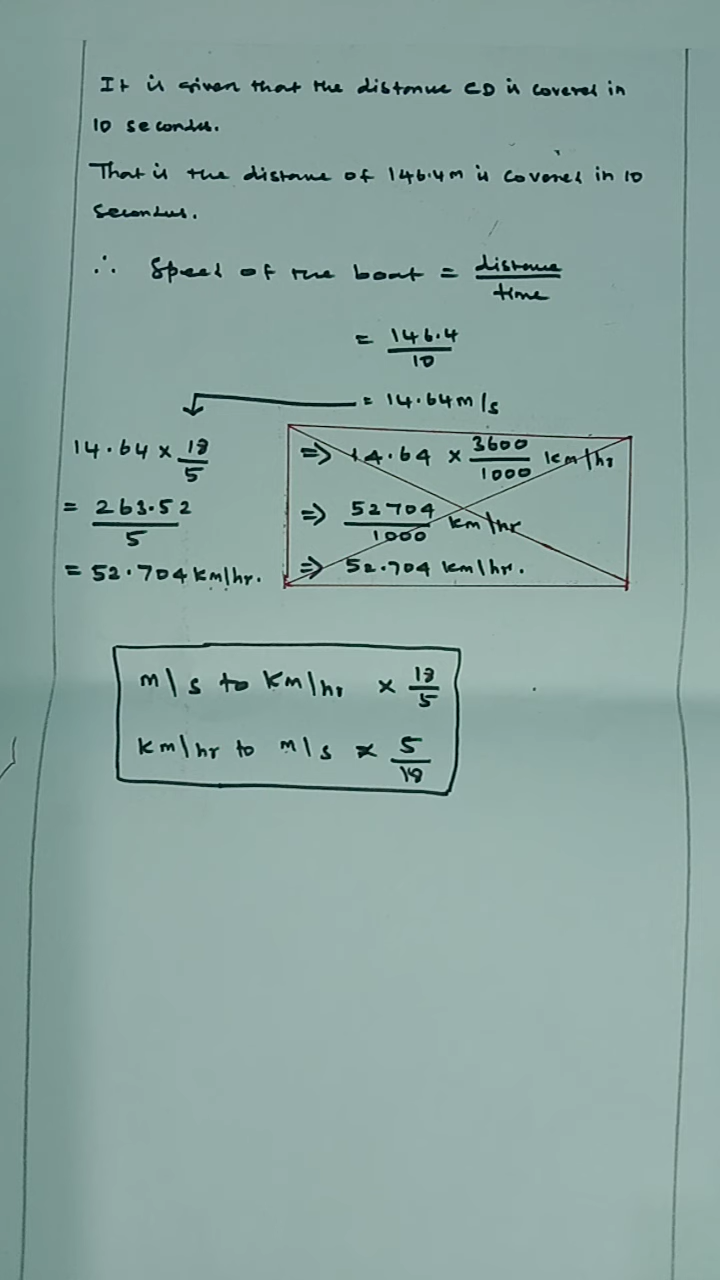 It is given that the distance CD is covered in
10 seconds.
That is the distance of 146.4m is covered in 10
seconds.
∴ Speed of the boat = distance/time
= 146.4/10
= 14.64 m/s
14.64 × 18/5
= 263.52/5
= 52.704 km/hr.
=> 14.64 × 3600/1000 km/hr
=> 52704/1000 km/hr
=> 52.704 km/hr.
m/s to km/hr × 18/5
km/hr to m/s × 5/18